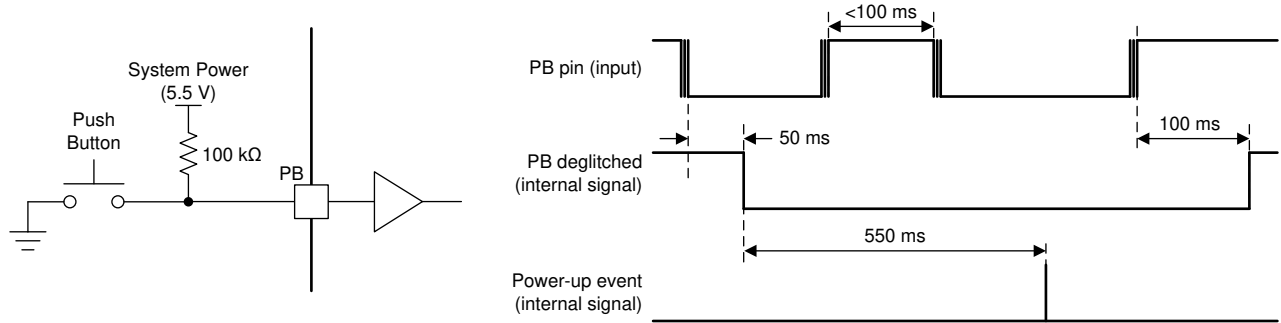 System Power
(5.5 V)
Push
Button
100 kΩ
PB
<100 ms
PB pin (input)
50 ms
100 ms
PB deglitched
(internal signal)
550 ms
Power-up event
(internal signal)